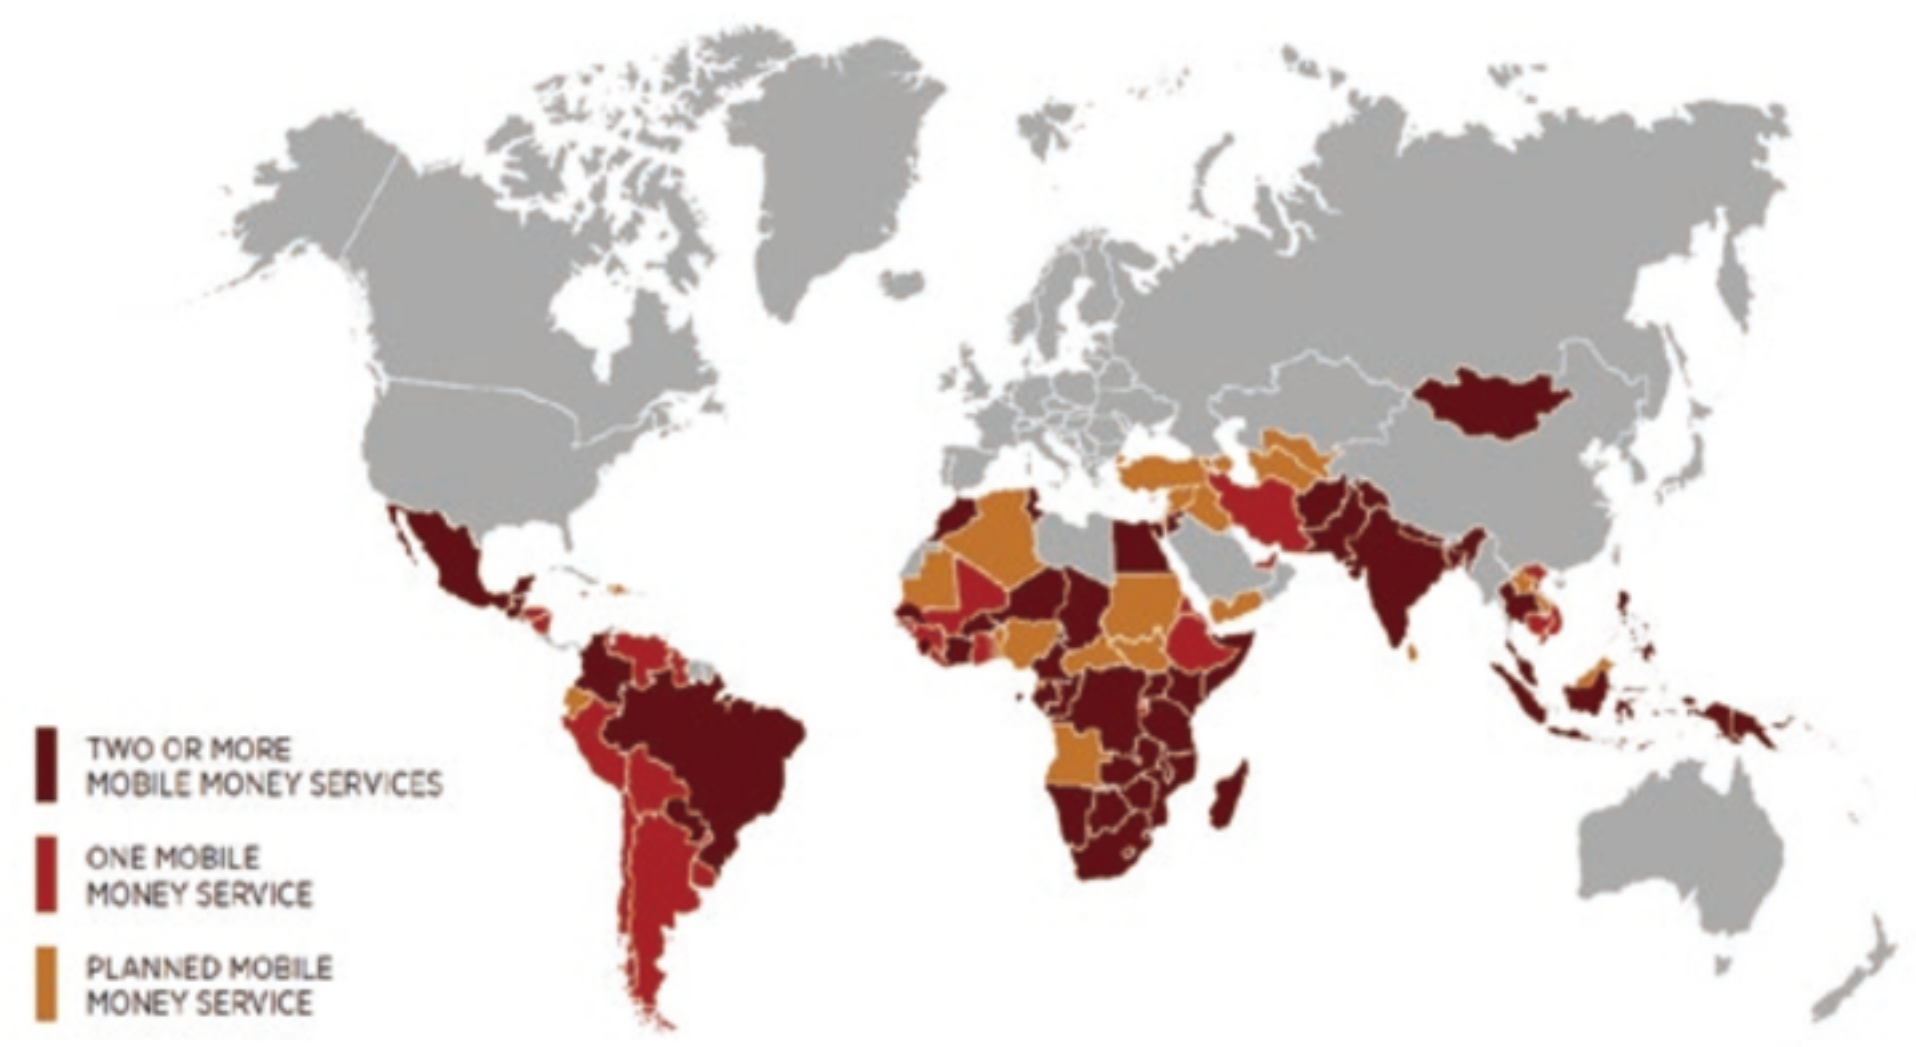 TWO OR MORE
MOBILE MONEY SERVICES
ONE MOBILE
MONEY SERVICE
PLANNED MOBILE
MONEY SERVICE